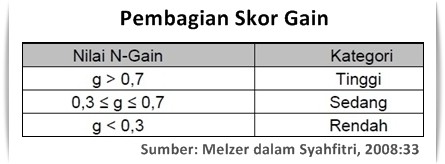 Pembagian Skor Gain
Nilai N-Gain Kategori
g > 0,7 Tinggi
0,3 ≤ g ≤ 0,7 Sedang
g < 0,3 Rendah
Sumber: Melzer dalam Syahfitri, 2008:33